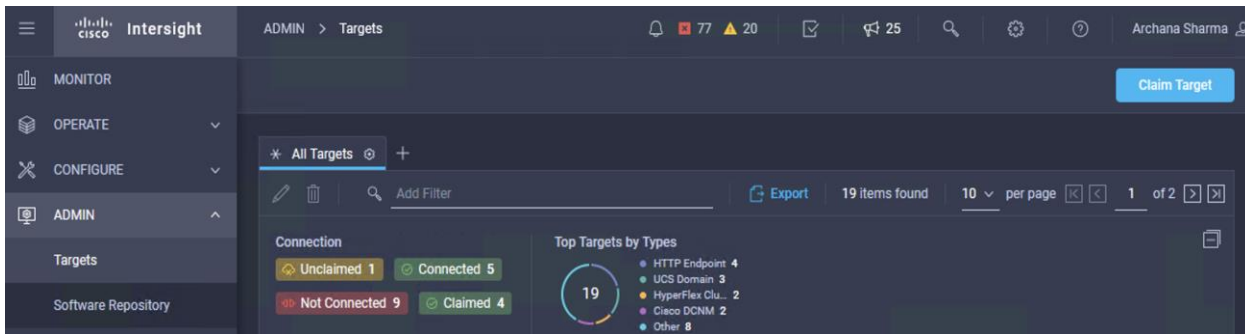 cisco Intersight
ADMIN > Targets
77 20
25
Archana Sharma
MONITOR
OPERATE
CONFIGURE
ADMIN
Targets
Software Repository
Claim Target
All Targets +
Add Filter
Export
19 items found
10 per page
1 of 2
Connection
Unclaimed 1
Connected 5
Not Connected 9
Claimed 4
Top Targets by Types
19
HTTP Endpoint 4
UCS Domain 3
HyperFlex Clu... 2
Cisco DCNM 2
Other 8